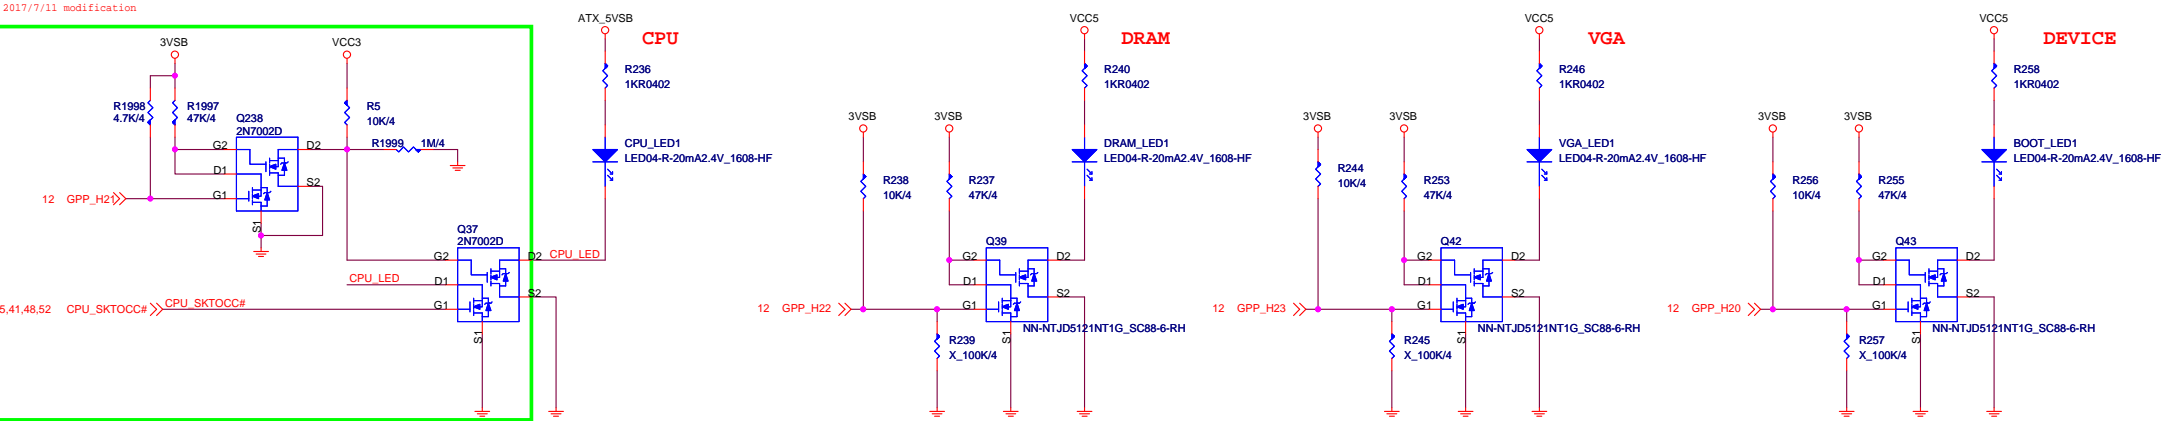 2017/7/11 modification
3VSB
VCC3
R1998
4.7K/4
R1997
47K/4
Q238
2N7002D
R5
10K/4
R1999
1M/4
G2
D2
D1
S2
G1
S1
12 GPP_H21
Q37
2N7002D
G2
D2
CPU_LED
CPU_LED
D1
S2
5,41,48,52 CPU_SKTOCC#
CPU_SKTOCC#
G1
S1
ATX_5VSB
CPU
R236
1KR0402
CPU_LED1
LED04-R-20mA2.4V_1608-HF
VCC5
DRAM
R240
1KR0402
3VSB
3VSB
DRAM_LED1
LED04-R-20mA2.4V_1608-HF
R238
10K/4
R237
47K/4
Q39
G2
D2
D1
S2
12 GPP_H22
G1
NN-NTJD5121NT1G_SC88-6-RH
S1
R239
X_100K/4
VCC5
VGA
R246
1KR0402
3VSB
3VSB
VGA_LED1
LED04-R-20mA2.4V_1608-HF
R244
10K/4
R253
47K/4
Q42
G2
D2
D1
S2
12 GPP_H23
G1
NN-NTJD5121NT1G_SC88-6-RH
S1
R245
X_100K/4
VCC5
DEVICE
R258
1KR0402
3VSB
3VSB
BOOT_LED1
LED04-R-20mA2.4V_1608-HF
R256
10K/4
R255
47K/4
Q43
G2
D2
D1
S2
12 GPP_H20
G1
NN-NTJD5121NT1G_SC88-6-RH
S1
R257
X_100K/4